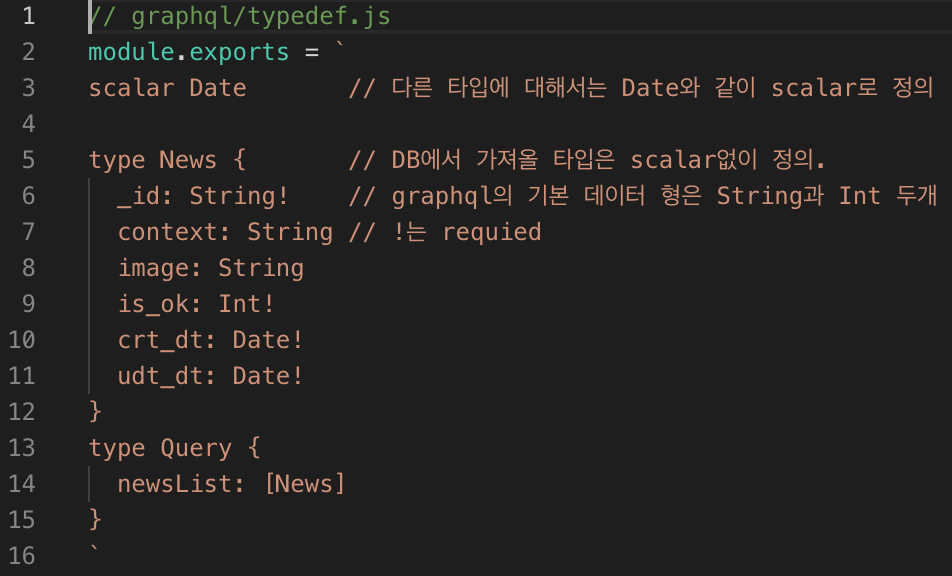 1 // graphql/typedef.js
2 module.exports = `
3 scalar Date       // 다른 타입에 대해서는 Date와 같이 scalar로 정의
4
5 type News {       // DB에서 가져올 타입은 scalar없이 정의.
6   _id: String!    // graphql의 기본 데이터 형은 String과 Int 두개
7   context: String // !는 requied
8   image: String
9   is_ok: Int!
10   crt_dt: Date!
11   udt_dt: Date!
12 }
13 type Query {
14   newsList: [News]
15 }
16 `